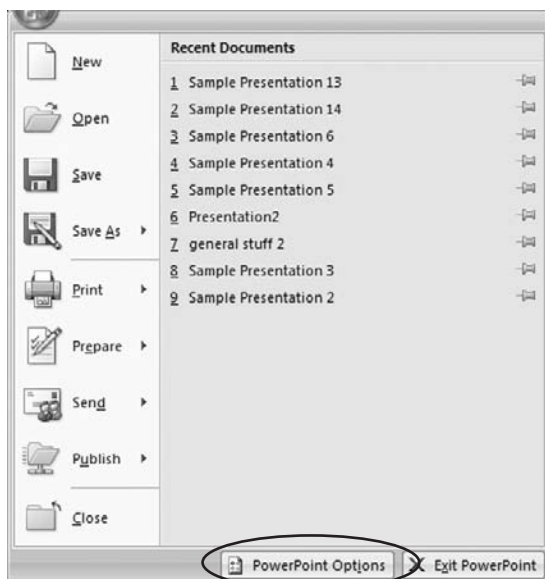 New
Open
Save
Save As
Print
Prepare
Send
Publish
Close
Recent Documents
1 Sample Presentation 13
2 Sample Presentation 14
3 Sample Presentation 6
4 Sample Presentation 4
5 Sample Presentation 5
6 Presentation2
7 general stuff 2
8 Sample Presentation 3
9 Sample Presentation 2
PowerPoint Options
Exit PowerPoint